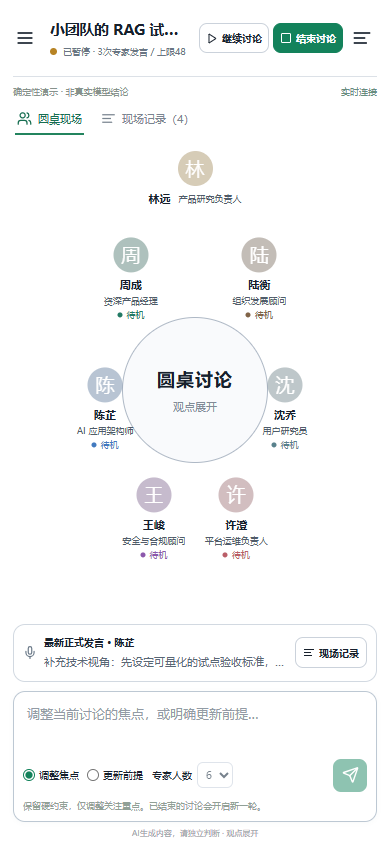 小团队的 RAG 试...
已暂停 · 3次专家发言 / 上限48
继续讨论
结束讨论
确定性演示 · 非真实模型结论
实时连接
圆桌现场
现场记录（4）
林
林远 产品研究负责人
周
周成
资深产品经理
待机
陆
陆衡
组织发展顾问
待机
圆桌讨论
观点展开
陈
陈芷
AI 应用架构师
待机
沈
沈乔
用户研究员
待机
王
王峻
安全与合规顾问
待机
许
许澄
平台运维负责人
待机
最新正式发言 • 陈芷
补充技术视角：先设定可量化的试点验收标准，...
现场记录
调整当前讨论的焦点，或明确更新前提...
调整焦点 更新前提 专家人数 6
保留硬约束，仅调整关注重点。已结束的讨论会开启新一轮。
AI生成内容，请独立判断 · 观点展开